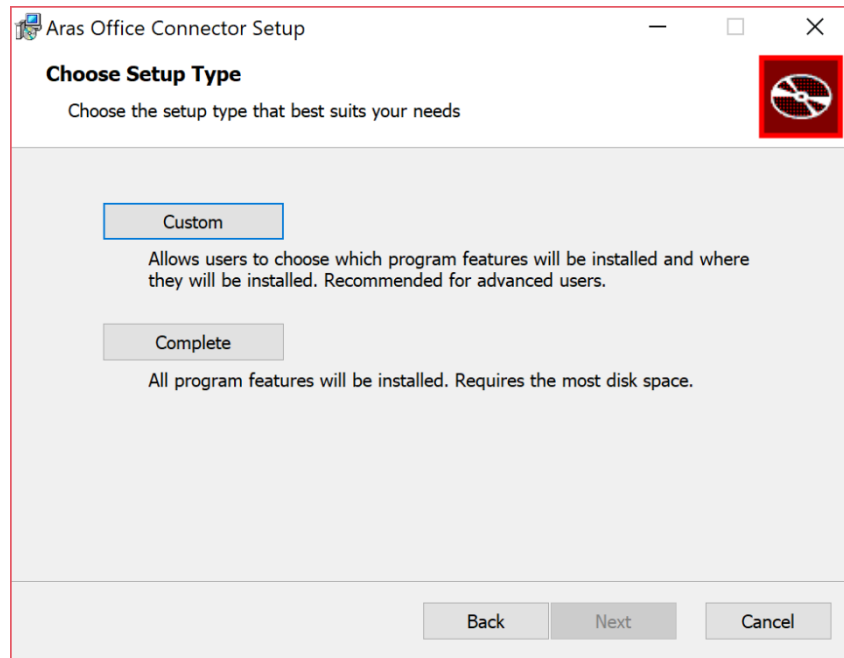 Aras Office Connector Setup
Choose Setup Type
Choose the setup type that best suits your needs
Custom
Allows users to choose which program features will be installed and where
they will be installed. Recommended for advanced users.
Complete
All program features will be installed. Requires the most disk space.
Back
Next
Cancel